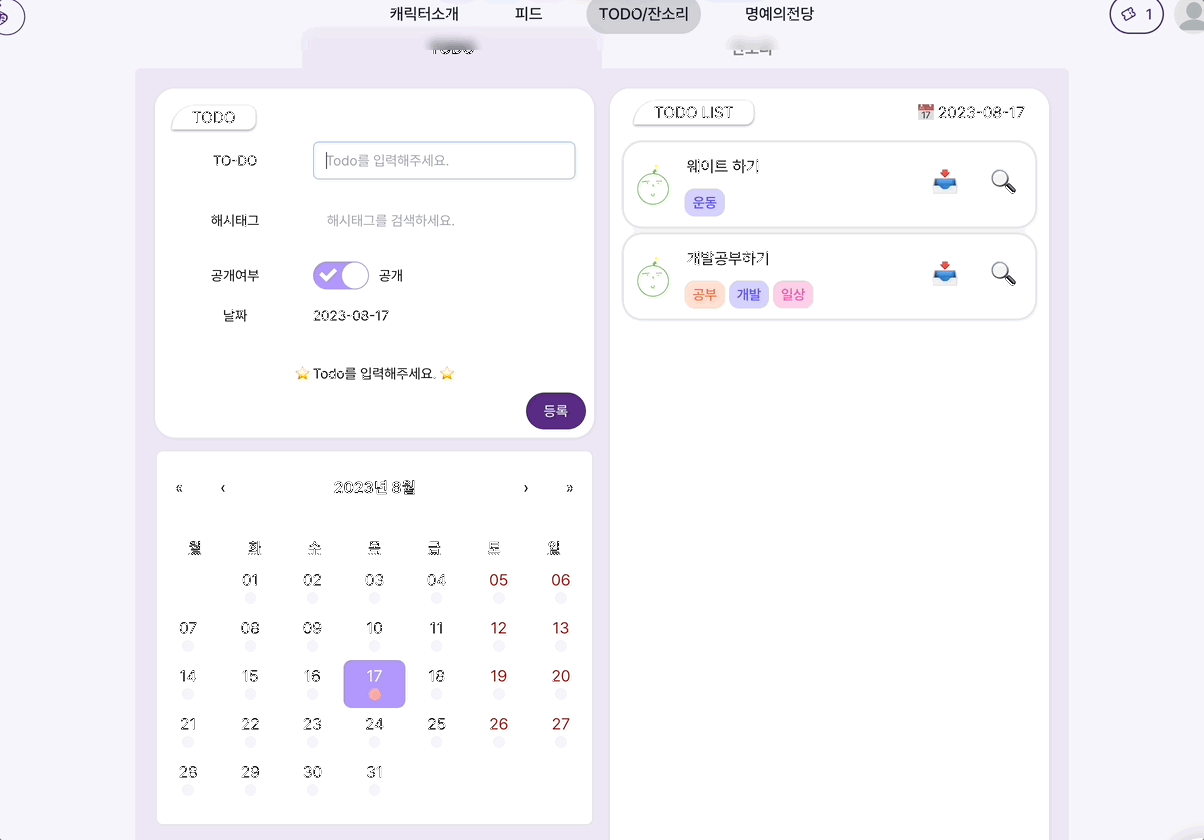 캐릭터소개 피드 TODO/잔소리 명예의전당 1
TODO 잔소리
TODO
TO-DO Todo를 입력해주세요.
해시태그 해시태그를 검색하세요.
공개여부 공개
날짜 2023-08-17
⭐ Todo를 입력해주세요. ⭐
등록
« ‹ 2023년 8월 › »
월 화 수 목 금 토 일
01 02 03 04 05 06
07 08 09 10 11 12 13
14 15 16 17 18 19 20
21 22 23 24 25 26 27
28 29 30 31
TODO LIST 📅 2023-08-17
웨이트 하기
운동
개발공부하기
공부 개발 일상